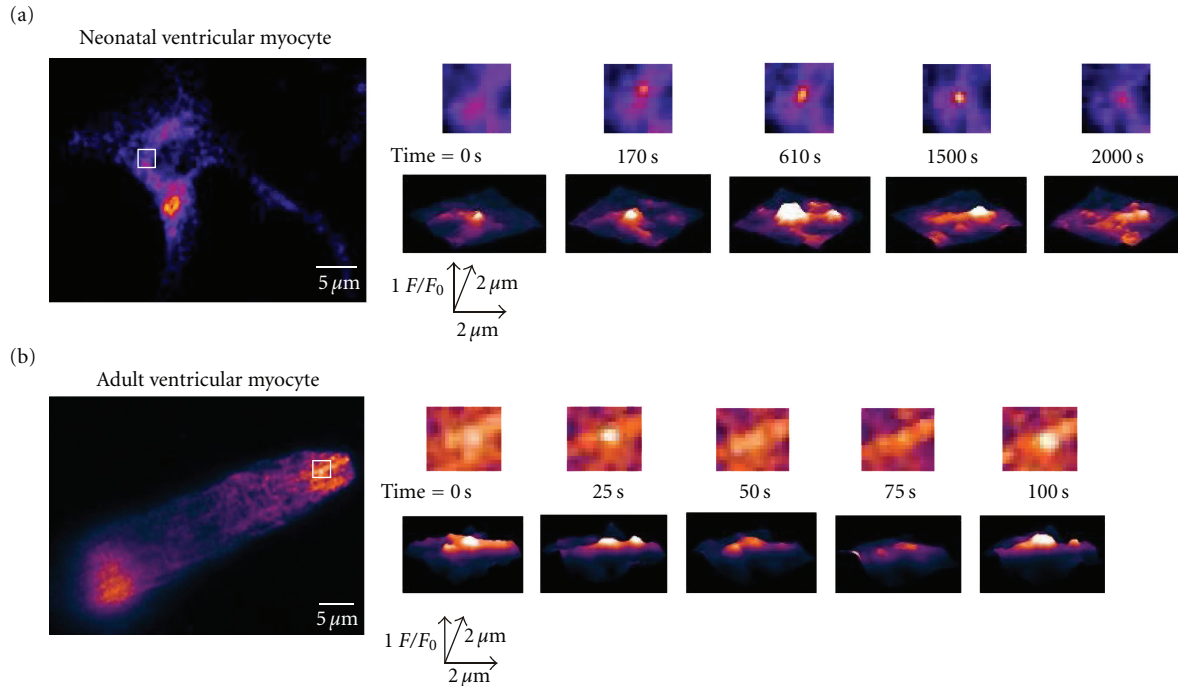 (a)
Neonatal ventricular myocyte
5 μm
Time = 0 s 170 s 610 s 1500 s 2000 s
1 F/F0 2 μm
2 μm
(b)
Adult ventricular myocyte
5 μm
Time = 0 s 25 s 50 s 75 s 100 s
1 F/F0 2 μm
2 μm